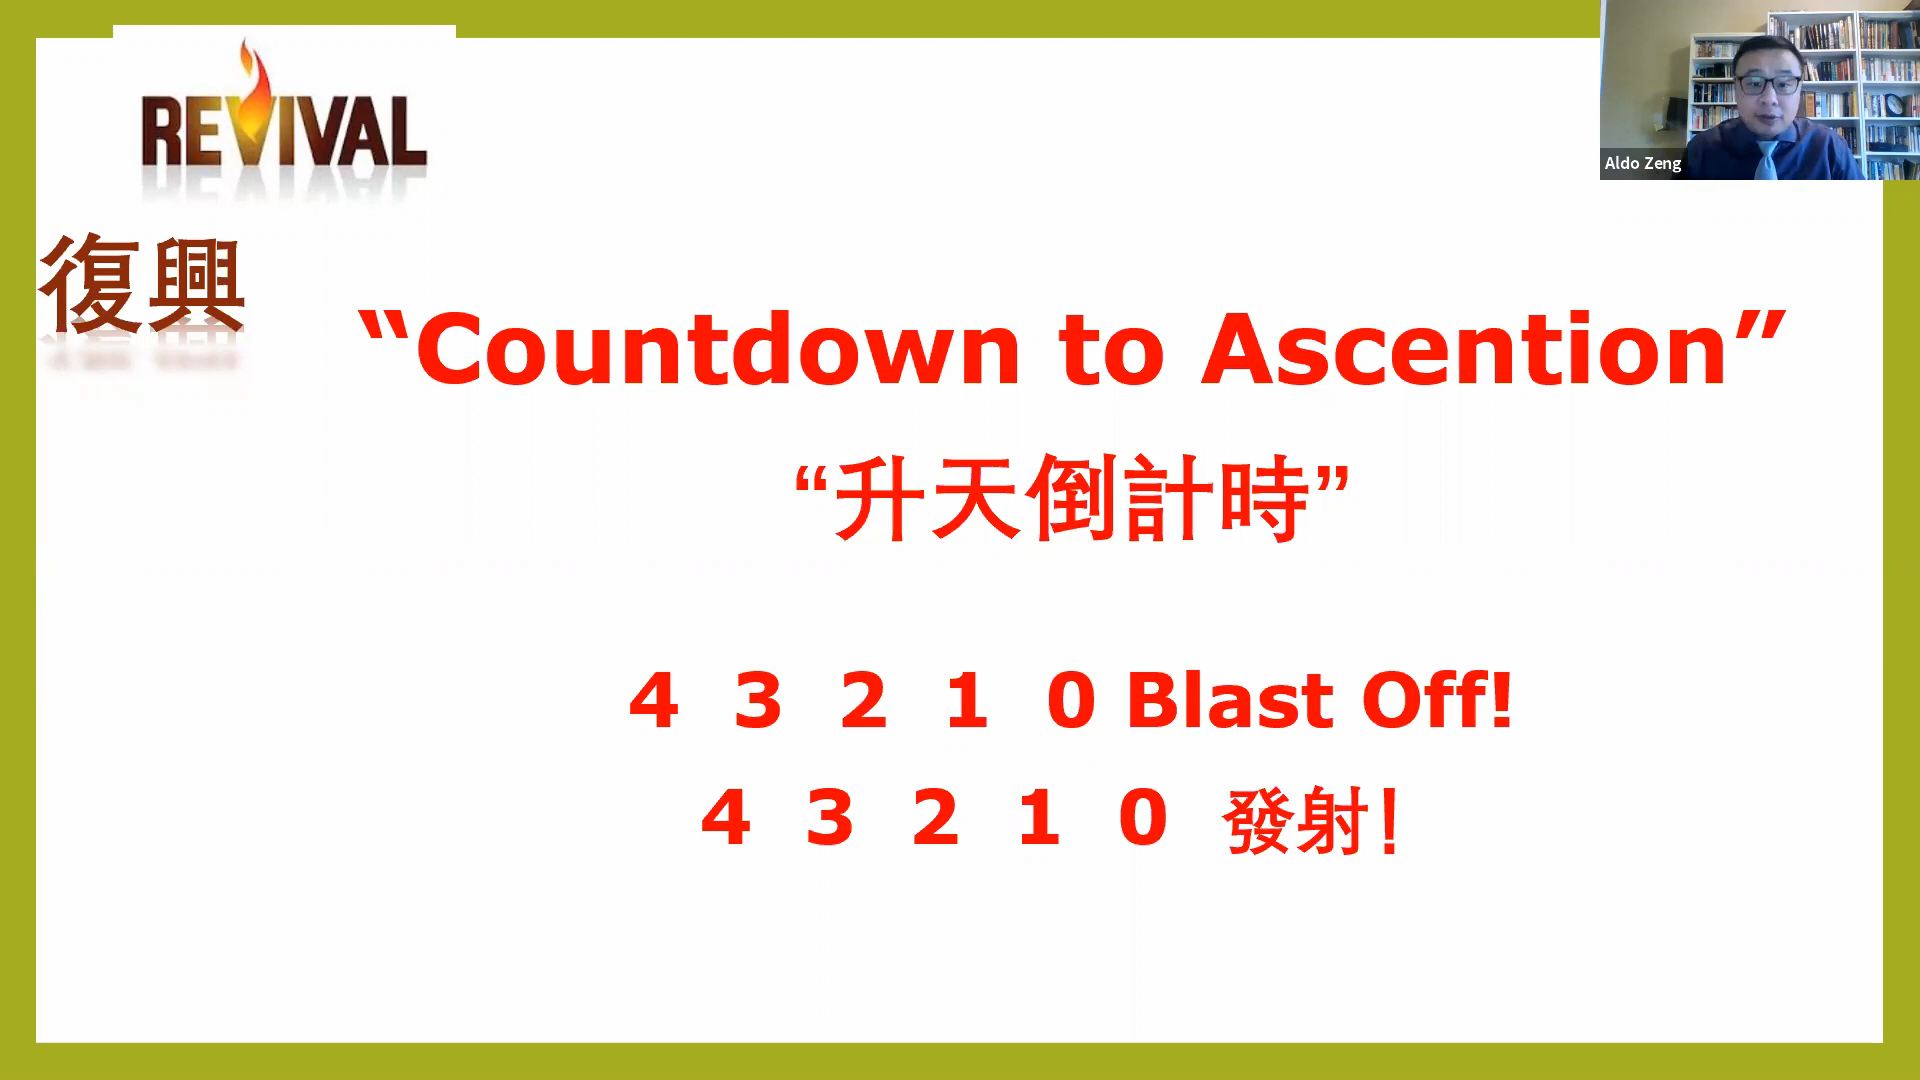 REVIVAL
Aldo Zeng
復興
“Countdown to Ascention”
“升天倒計時”
4 3 2 1 0 Blast Off!
4 3 2 1 0 發射!